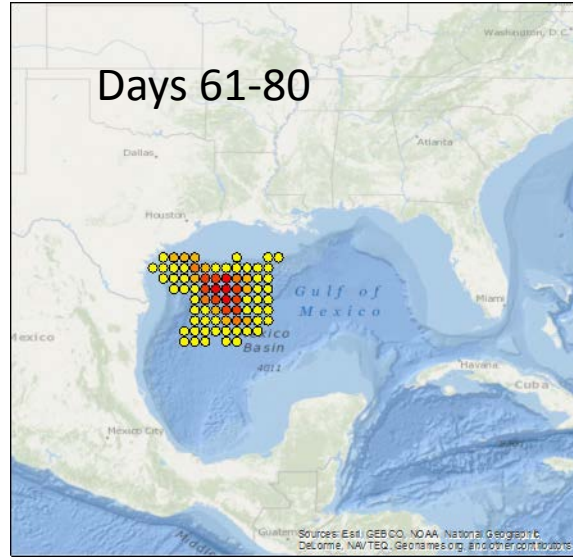 Washington, D.C.
Days 61-80
Atlanta
Dallas
Houston
Gulf of
Mexico
Miami
Basin
4011
Havana
Cuba
Mexico City
Sources: Esri, GEBCO, NOAA, National Geographic,
DeLorme, NAVTEQ, Geonames.org, and other contributors